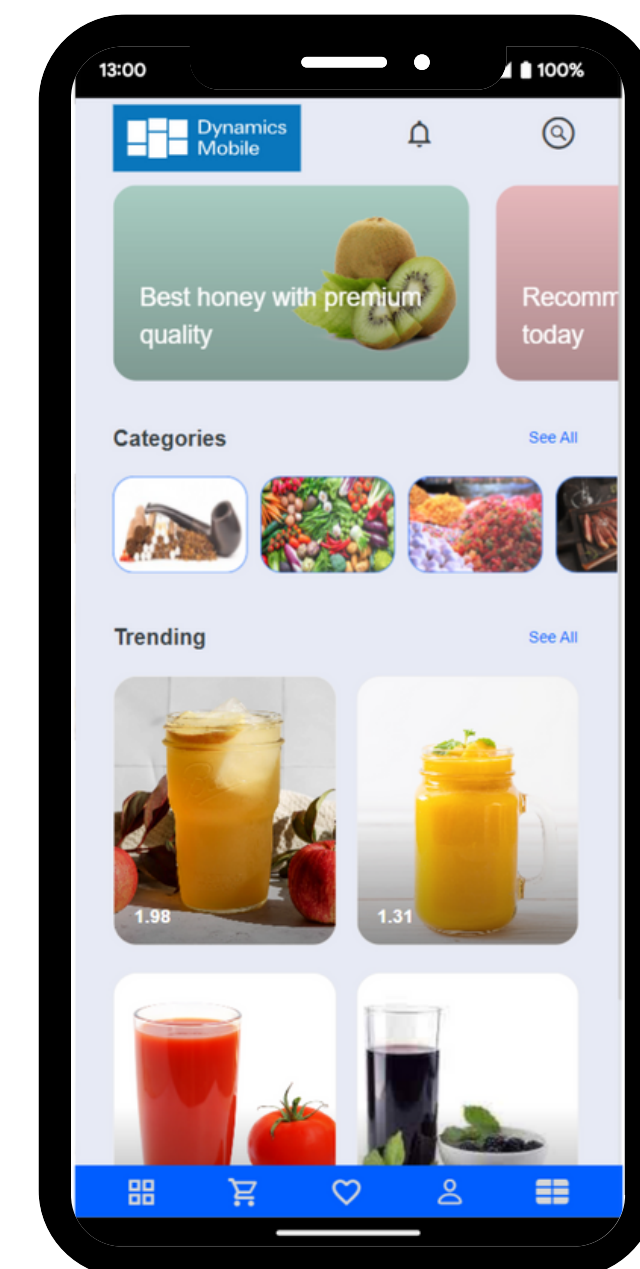 13:00
100%
Dynamics
Mobile
Best honey with premium
quality
Recomm
today
Categories
See All
Trending
See All
1.98
1.31